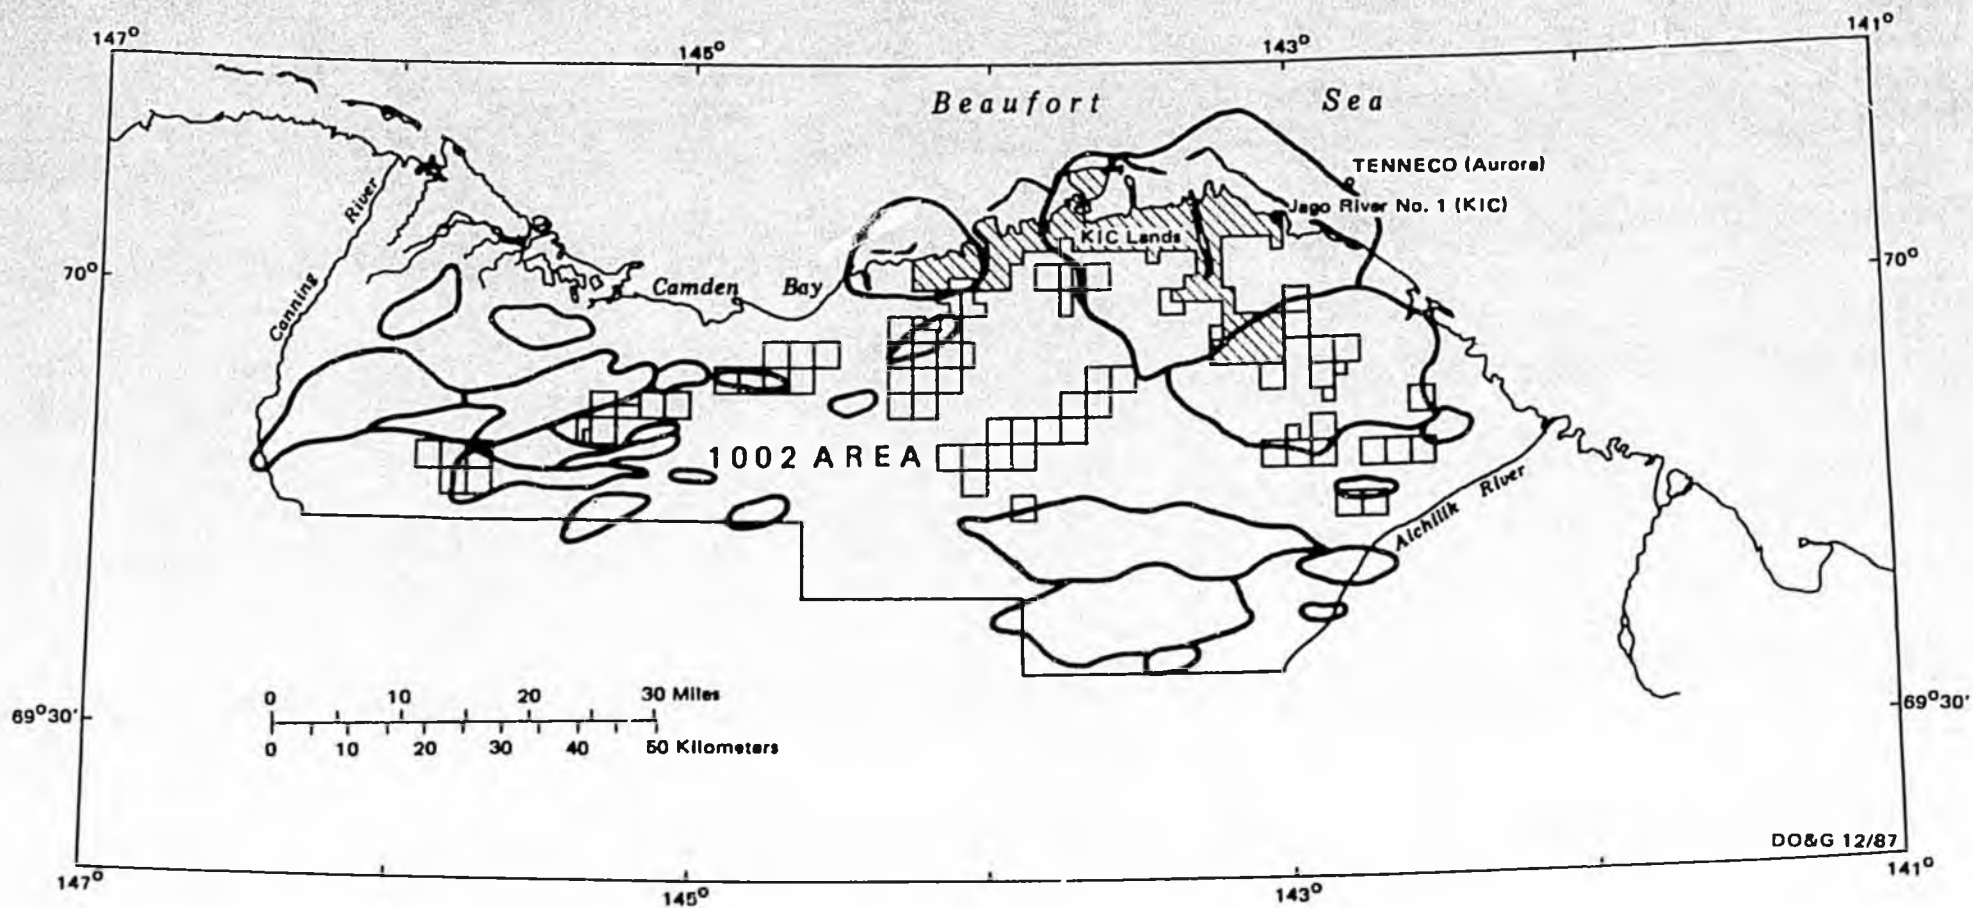 147° 145° 143° 141°
Beaufort Sea
TENNECO (Aurora)
Jago River No. 1 (KIC)
KIC Lands
Canning River
70° 70°
Camden Bay
1002 AREA
Aichilik River
0 10 20 30 Miles
0 10 20 30 40 50 Kilometers
69°30' 69°30'
DO&G 12/87
147° 145° 143° 141°